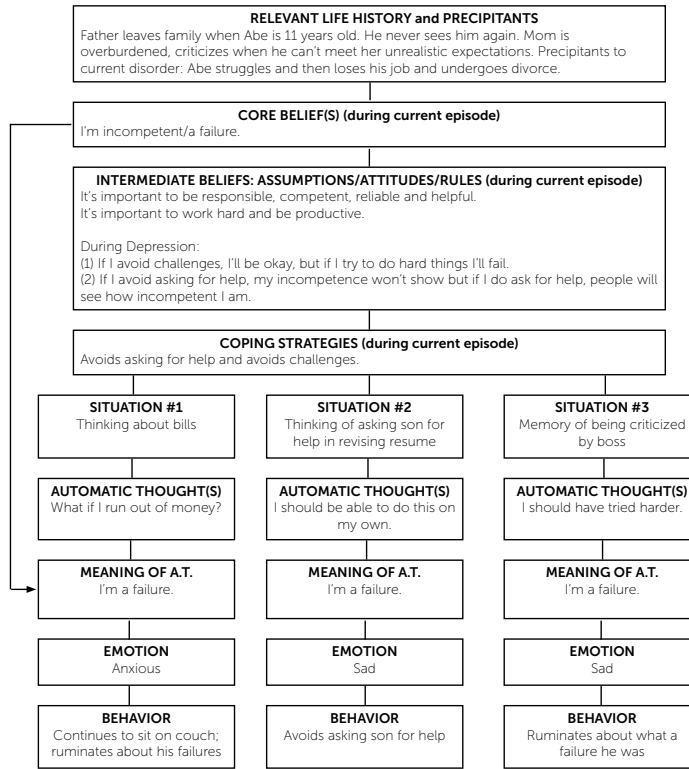 RELEVANT LIFE HISTORY and PRECIPITANTS
Father leaves family when Abe is 11 years old. He never sees him again. Mom is
overburdened, criticizes when he can't meet her unrealistic expectations. Precipitants to
current disorder: Abe struggles and then loses his job and undergoes divorce.
CORE BELIEF(S) (during current episode)
I'm incompetent/a failure.
INTERMEDIATE BELIEFS: ASSUMPTIONS/ATTITUDES/RULES (during current episode)
It's important to be responsible, competent, reliable and helpful.
It's important to work hard and be productive.
During Depression:
(1) If I avoid challenges, I'll be okay, but if I try to do hard things I'll fail.
(2) If I avoid asking for help, my incompetence won't show but if I do ask for help, people will
see how incompetent I am.
COPING STRATEGIES (during current episode)
Avoids asking for help and avoids challenges.
SITUATION #1
Thinking about bills
AUTOMATIC THOUGHT(S)
What if I run out of money?
MEANING OF A.T.
I'm a failure.
EMOTION
Anxious
BEHAVIOR
Continues to sit on couch;
ruminates about his failures
SITUATION #2
Thinking of asking son for
help in revising resume
AUTOMATIC THOUGHT(S)
I should be able to do this on
my own.
MEANING OF A.T.
I'm a failure.
EMOTION
Sad
BEHAVIOR
Avoids asking son for help
SITUATION #3
Memory of being criticized
by boss
AUTOMATIC THOUGHT(S)
I should have tried harder.
MEANING OF A.T.
I'm a failure.
EMOTION
Sad
BEHAVIOR
Ruminates about what a
failure he was